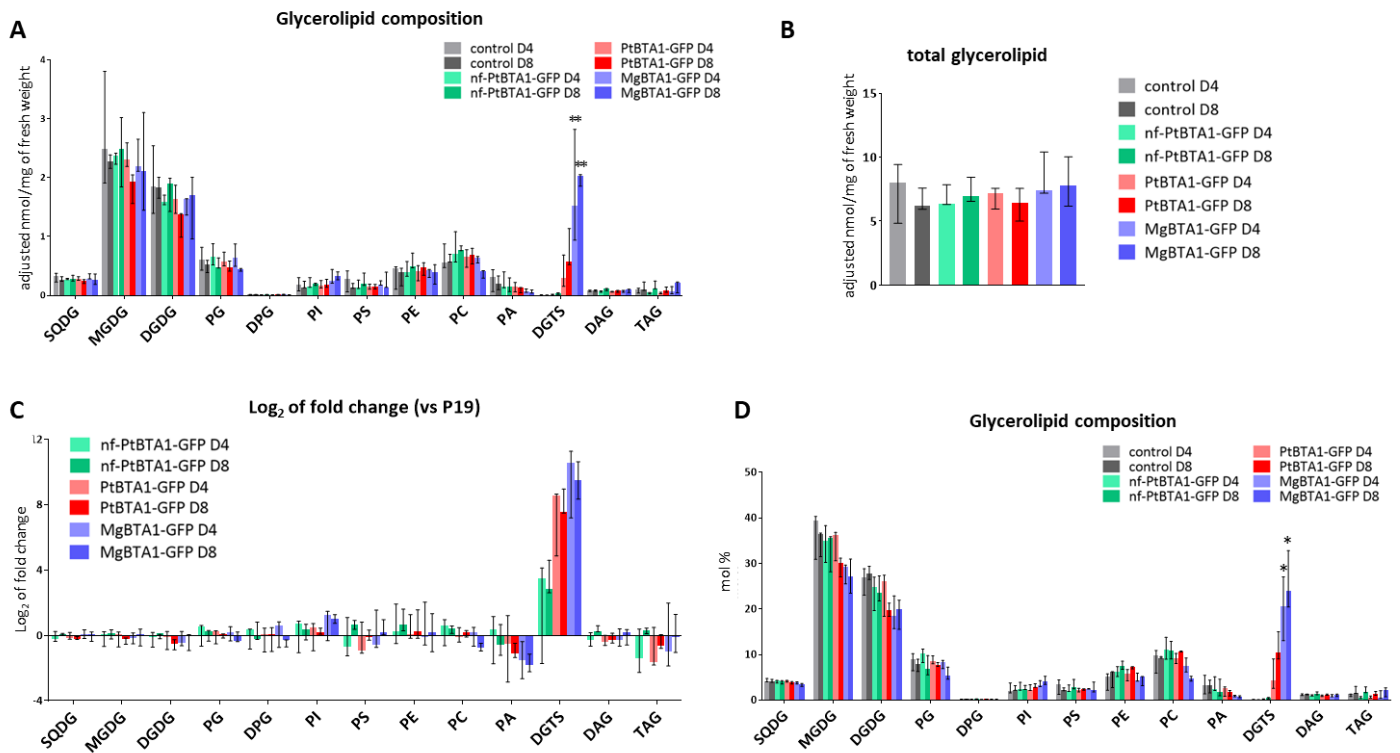 A
Glycerolipid composition
control D4
control D8
nf-PtBTA1-GFP D4
nf-PtBTA1-GFP D8
PtBTA1-GFP D4
PtBTA1-GFP D8
MgBTA1-GFP D4
MgBTA1-GFP D8
adjusted nmol/mg of fresh weight
4
3
2
1
0
**
**
SQDG
MGDG
DGDG
PG
DPG
PI
PS
PE
PC
PA
DGTS
DAG
TAG
B
total glycerolipid
adjusted nmol/mg of fresh weight
15
10
5
0
control D4
control D8
nf-PtBTA1-GFP D4
nf-PtBTA1-GFP D8
PtBTA1-GFP D4
PtBTA1-GFP D8
MgBTA1-GFP D4
MgBTA1-GFP D8
C
Log2 of fold change (vs P19)
nf-PtBTA1-GFP D4
nf-PtBTA1-GFP D8
PtBTA1-GFP D4
PtBTA1-GFP D8
MgBTA1-GFP D4
MgBTA1-GFP D8
Log2 of fold change
12
8
4
0
-4
SQDG
MGDG
DGDG
PG
DPG
PI
PS
PE
PC
PA
DGTS
DAG
TAG
D
Glycerolipid composition
control D4
control D8
nf-PtBTA1-GFP D4
nf-PtBTA1-GFP D8
PtBTA1-GFP D4
PtBTA1-GFP D8
MgBTA1-GFP D4
MgBTA1-GFP D8
mol %
50
40
30
20
10
0
*
*
SQDG
MGDG
DGDG
PG
DPG
PI
PS
PE
PC
PA
DGTS
DAG
TAG